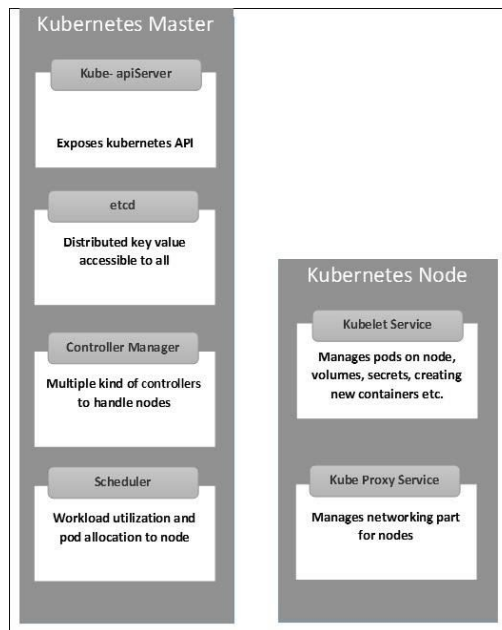 Kubernetes Master
Kube- apiServer
Exposes kubernetes API
etcd
Distributed key value
accessible to all
Controller Manager
Multiple kind of controllers
to handle nodes
Scheduler
Workload utilization and
pod allocation to node
Kubernetes Node
Kubelet Service
Manages pods on node,
volumes, secrets, creating
new containers etc.
Kube Proxy Service
Manages networking part
for nodes